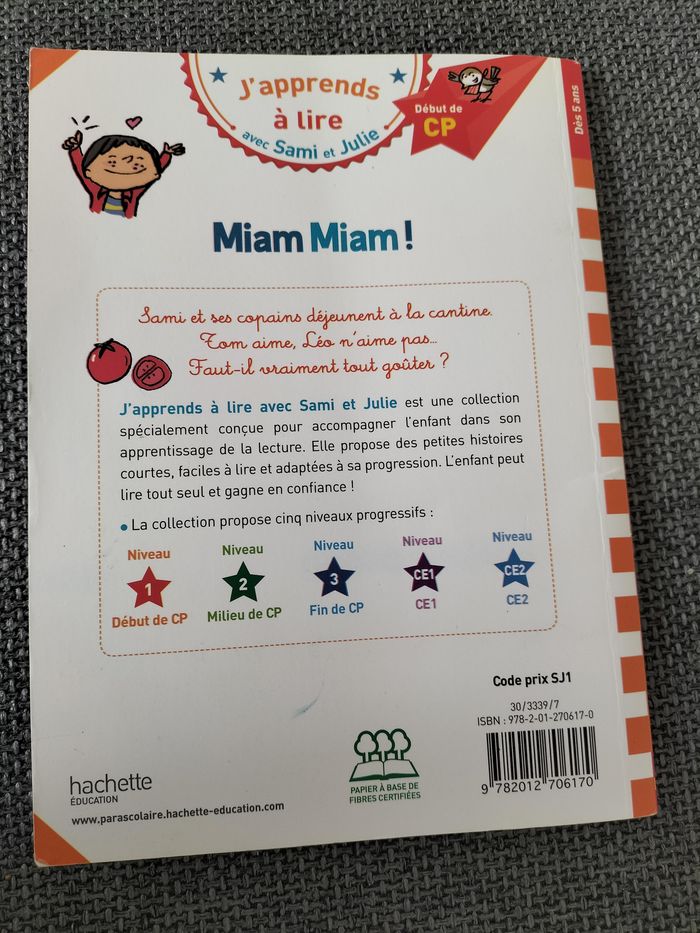 J'apprends
à lire
avec Sami et Julie
Début de
CP
Dès 5 ans
Miam Miam !
Sami et ses copains déjeunent à la cantine.
Tom aime, Léo n'aime pas...
Faut-il vraiment tout goûter ?
J'apprends à lire avec Sami et Julie est une collection
spécialement conçue pour accompagner l'enfant dans son
apprentissage de la lecture. Elle propose des petites histoires
courtes, faciles à lire et adaptées à sa progression. L'enfant peut
lire tout seul et gagne en confiance !
• La collection propose cinq niveaux progressifs :
Niveau Niveau Niveau Niveau Niveau
1 2 3 CE1 CE2
Début de CP Milieu de CP Fin de CP CE1 CE2
Code prix SJ1
30/3339/7
ISBN : 978-2-01-270617-0
9 782012 706170
hachette
ÉDUCATION
www.parascolaire.hachette-education.com
PAPIER À BASE DE
FIBRES CERTIFIÉES